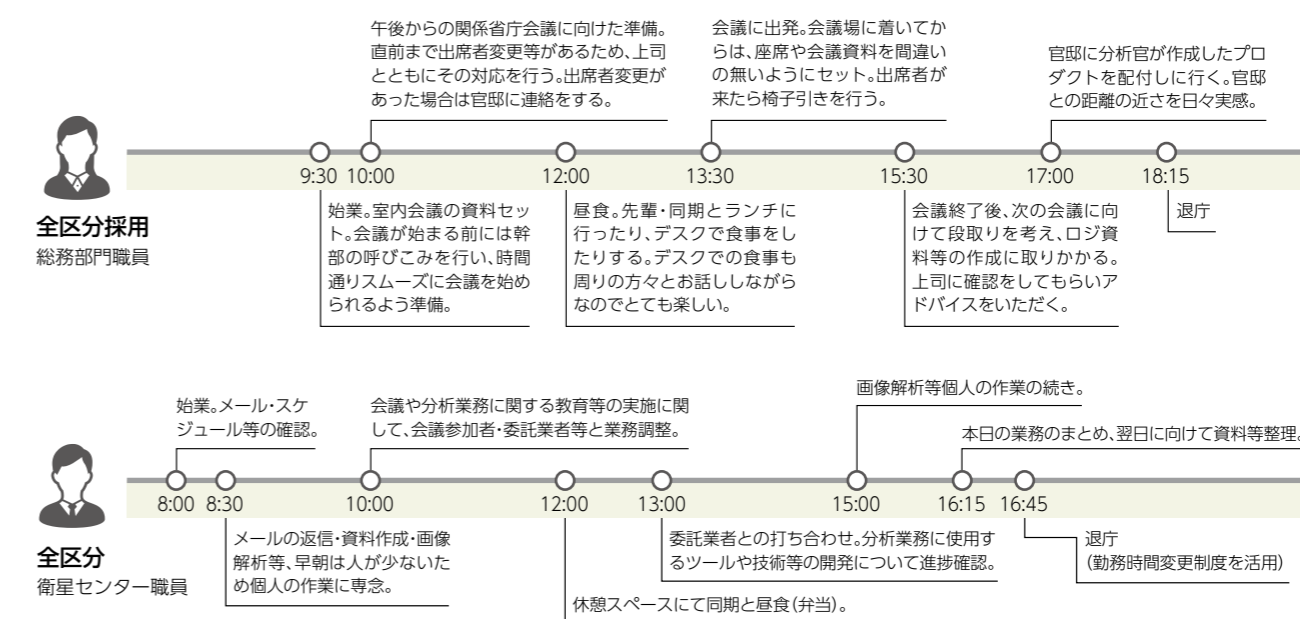 午後からの関係省庁会議に向けた準備。
直前まで出席者変更等があるため、上司
とともにその対応を行う。出席者変更が
あった場合は官邸に連絡をする。
会議に出発。会議場に着いてか
らは、座席や会議資料を間違い
の無いようにセット。出席者が
来たら椅子引きを行う。
官邸に分析官が作成したプロ
ダクトを配付しに行く。官邸
との距離の近さを日々実感。
9:30 10:00 12:00 13:30 15:30 17:00 18:15
全区分採用
総務部門職員
始業。室内会議の資料セッ
ト。会議が始まる前には幹
部の呼びこみを行い、時間
通りスムーズに会議を始め
られるよう準備。
昼食。先輩・同期とランチに
行ったり、デスクで食事をし
たりする。デスクでの食事も
周りの方々とお話ししながら
なのでとても楽しい。
会議終了後、次の会議に向
けて段取りを考え、ロジ資
料等の作成に取りかかる。
上司に確認をしてもらいア
ドバイスをいただく。
退庁
始業。メール・スケ
ジュール等の確認。
会議や分析業務に関する教育等の実施に関
して、会議参加者・委託業者等と業務調整。
画像解析等個人の作業の続き。
本日の業務のまとめ、翌日に向けて資料等整理。
8:00 8:30 10:00 12:00 13:00 15:00 16:15 16:45
全区分
衛星センター職員
メールの返信・資料作成・画像
解析等、早朝は人が少ないた
め個人の作業に専念。
委託業者との打ち合わせ。分析業務に使用す
るツールや技術等の開発について進捗確認。
退庁
(勤務時間変更制度を活用)
休憩スペースにて同期と昼食(弁当)。